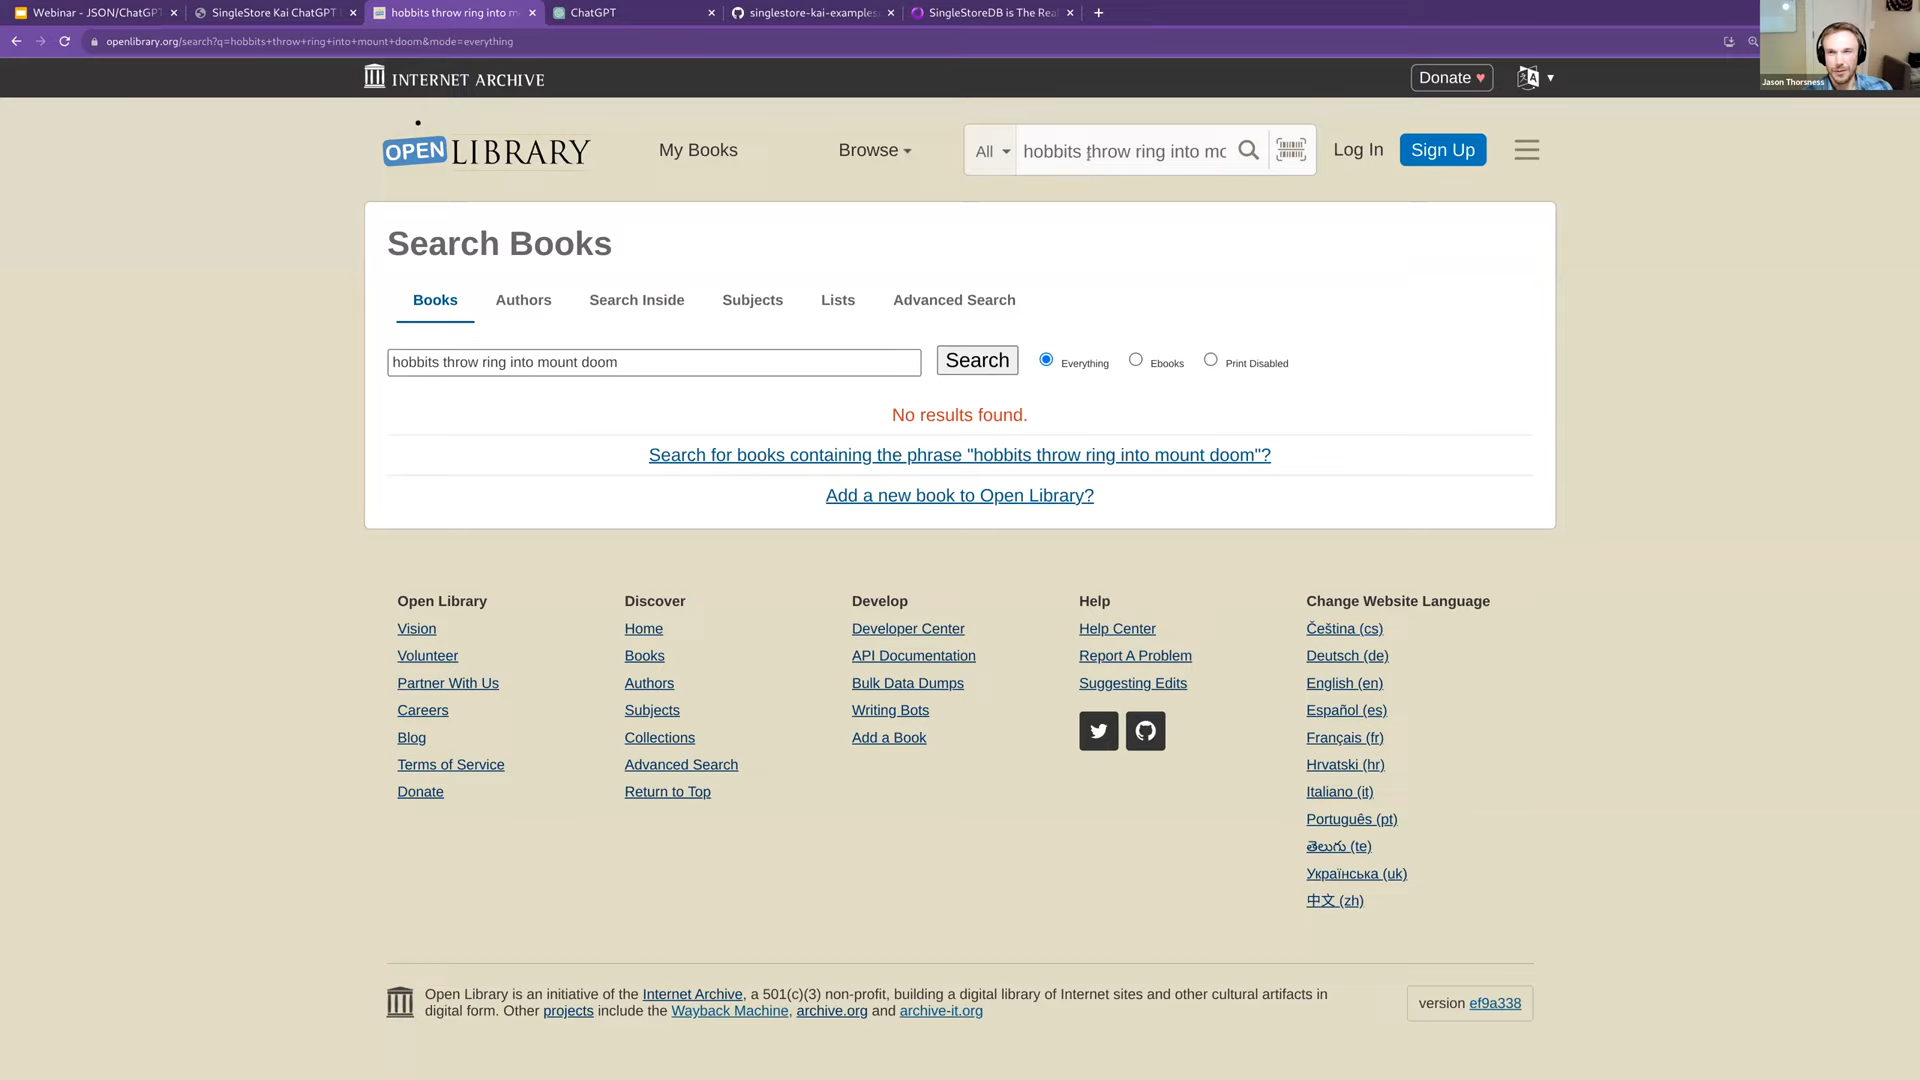 Webinar - JSON/ChatGPT
SingleStore Kai ChatGPT
hobbits throw ring into m
ChatGPT
singlestore-kai-examples
SingleStoreDB is The Rea
openlibrary.org/search?q=hobbits+throw+ring+into+mount+doom&mode=everything
Jason Thorsness
INTERNET ARCHIVE
Donate ♥
OPEN LIBRARY
My Books
Browse
All
hobbits throw ring into mo
Log In
Sign Up
Search Books
Books
Authors
Search Inside
Subjects
Lists
Advanced Search
hobbits throw ring into mount doom
Search
Everything
Ebooks
Print Disabled
No results found.
Search for books containing the phrase "hobbits throw ring into mount doom"?
Add a new book to Open Library?
Open Library
Vision
Volunteer
Partner With Us
Careers
Blog
Terms of Service
Donate
Discover
Home
Books
Authors
Subjects
Collections
Advanced Search
Return to Top
Develop
Developer Center
API Documentation
Bulk Data Dumps
Writing Bots
Add a Book
Help
Help Center
Report A Problem
Suggesting Edits
Change Website Language
Čeština (cs)
Deutsch (de)
English (en)
Español (es)
Français (fr)
Hrvatski (hr)
Italiano (it)
Português (pt)
తెలుగు (te)
Українська (uk)
中文 (zh)
Open Library is an initiative of the Internet Archive, a 501(c)(3) non-profit, building a digital library of Internet sites and other cultural artifacts in
digital form. Other projects include the Wayback Machine, archive.org and archive-it.org
version ef9a338